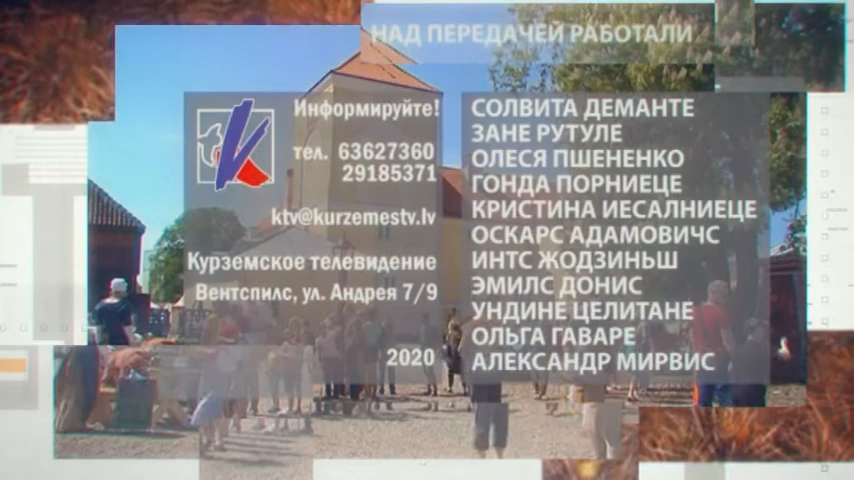 НАД ПЕРЕДАЧЕЙ РАБОТАЛИ
Информируйте!
тел. 63627360
29185371
ktv@kurzemestv.lv
Курземское телевидение
Вентспилс, ул. Андрея 7/9
2020
СОЛВИТА ДЕМАНТЕ
ЗАНЕ РУТУЛЕ
ОЛЕСЯ ПШЕНЕНКО
ГОНДА ПОРНИЕЦЕ
КРИСТИНА ИЕСАЛНИЕЦЕ
ОСКАРС АДАМОВИЧС
ИНТС ЖОДЗИНЬШ
ЭМИЛС ДОНИС
УНДИНЕ ЦЕЛИТАНЕ
ОЛЬГА ГАВАРЕ
АЛЕКСАНДР МИРВИС